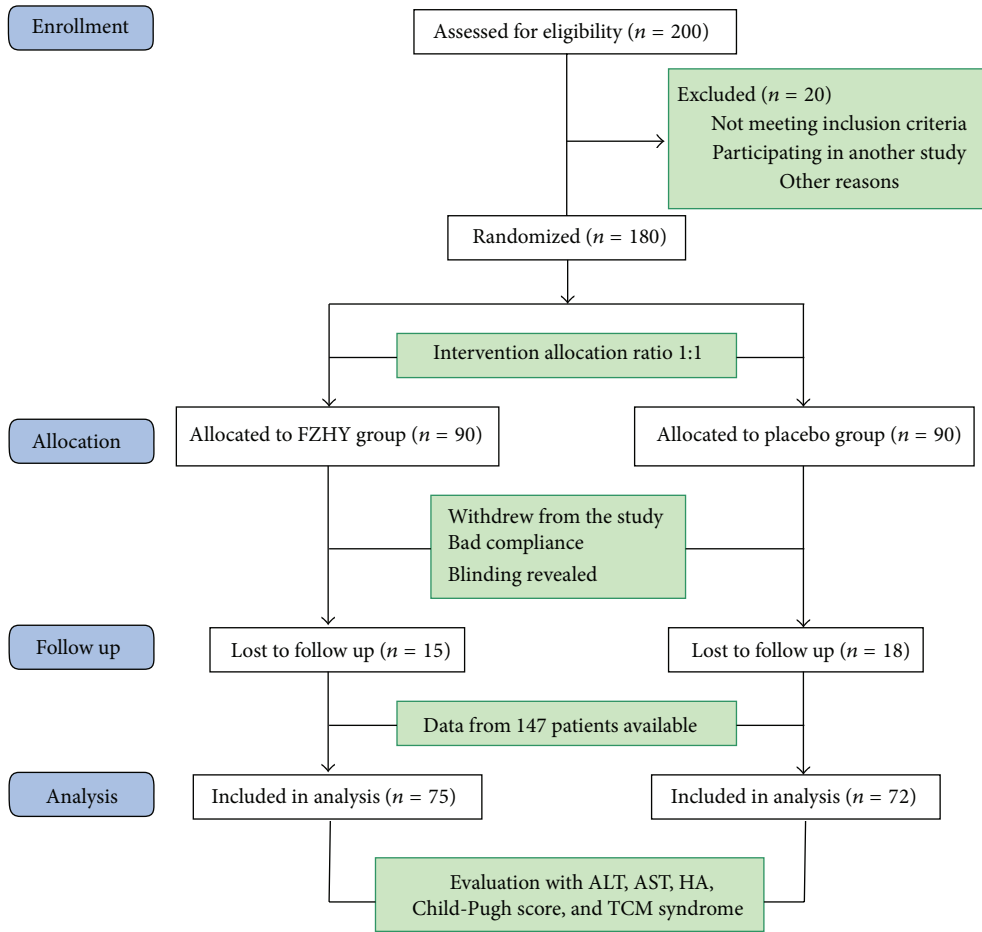 Enrollment
Assessed for eligibility (n = 200)
Excluded (n = 20)
Not meeting inclusion criteria
Participating in another study
Other reasons
Randomized (n = 180)
Intervention allocation ratio 1:1
Allocation
Allocated to FZHY group (n = 90)
Allocated to placebo group (n = 90)
Withdrew from the study
Bad compliance
Blinding revealed
Follow up
Lost to follow up (n = 15)
Lost to follow up (n = 18)
Data from 147 patients available
Analysis
Included in analysis (n = 75)
Included in analysis (n = 72)
Evaluation with ALT, AST, HA,
Child-Pugh score, and TCM syndrome